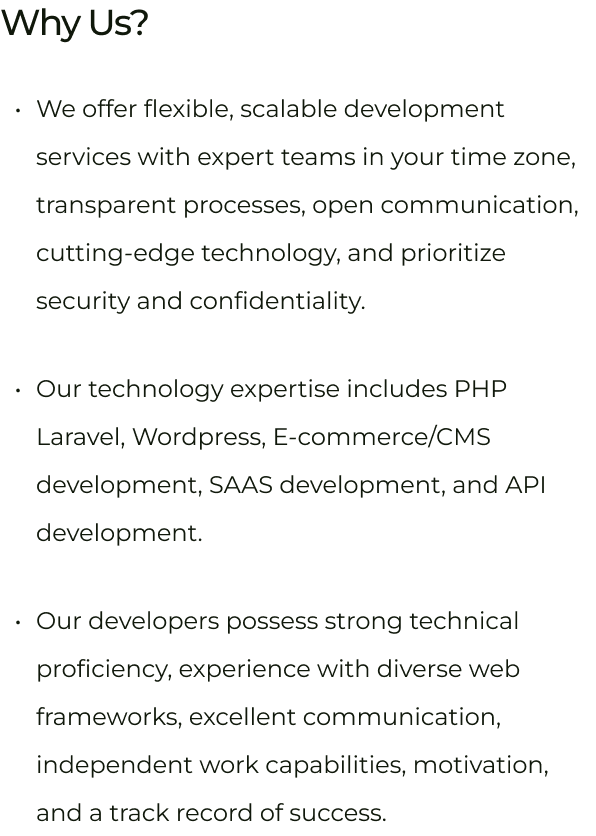 Why Us?
• We offer flexible, scalable development
services with expert teams in your time zone,
transparent processes, open communication,
cutting-edge technology, and prioritize
security and confidentiality.
• Our technology expertise includes PHP
Laravel, Wordpress, E-commerce/CMS
development, SAAS development, and API
development.
• Our developers possess strong technical
proficiency, experience with diverse web
frameworks, excellent communication,
independent work capabilities, motivation,
and a track record of success.